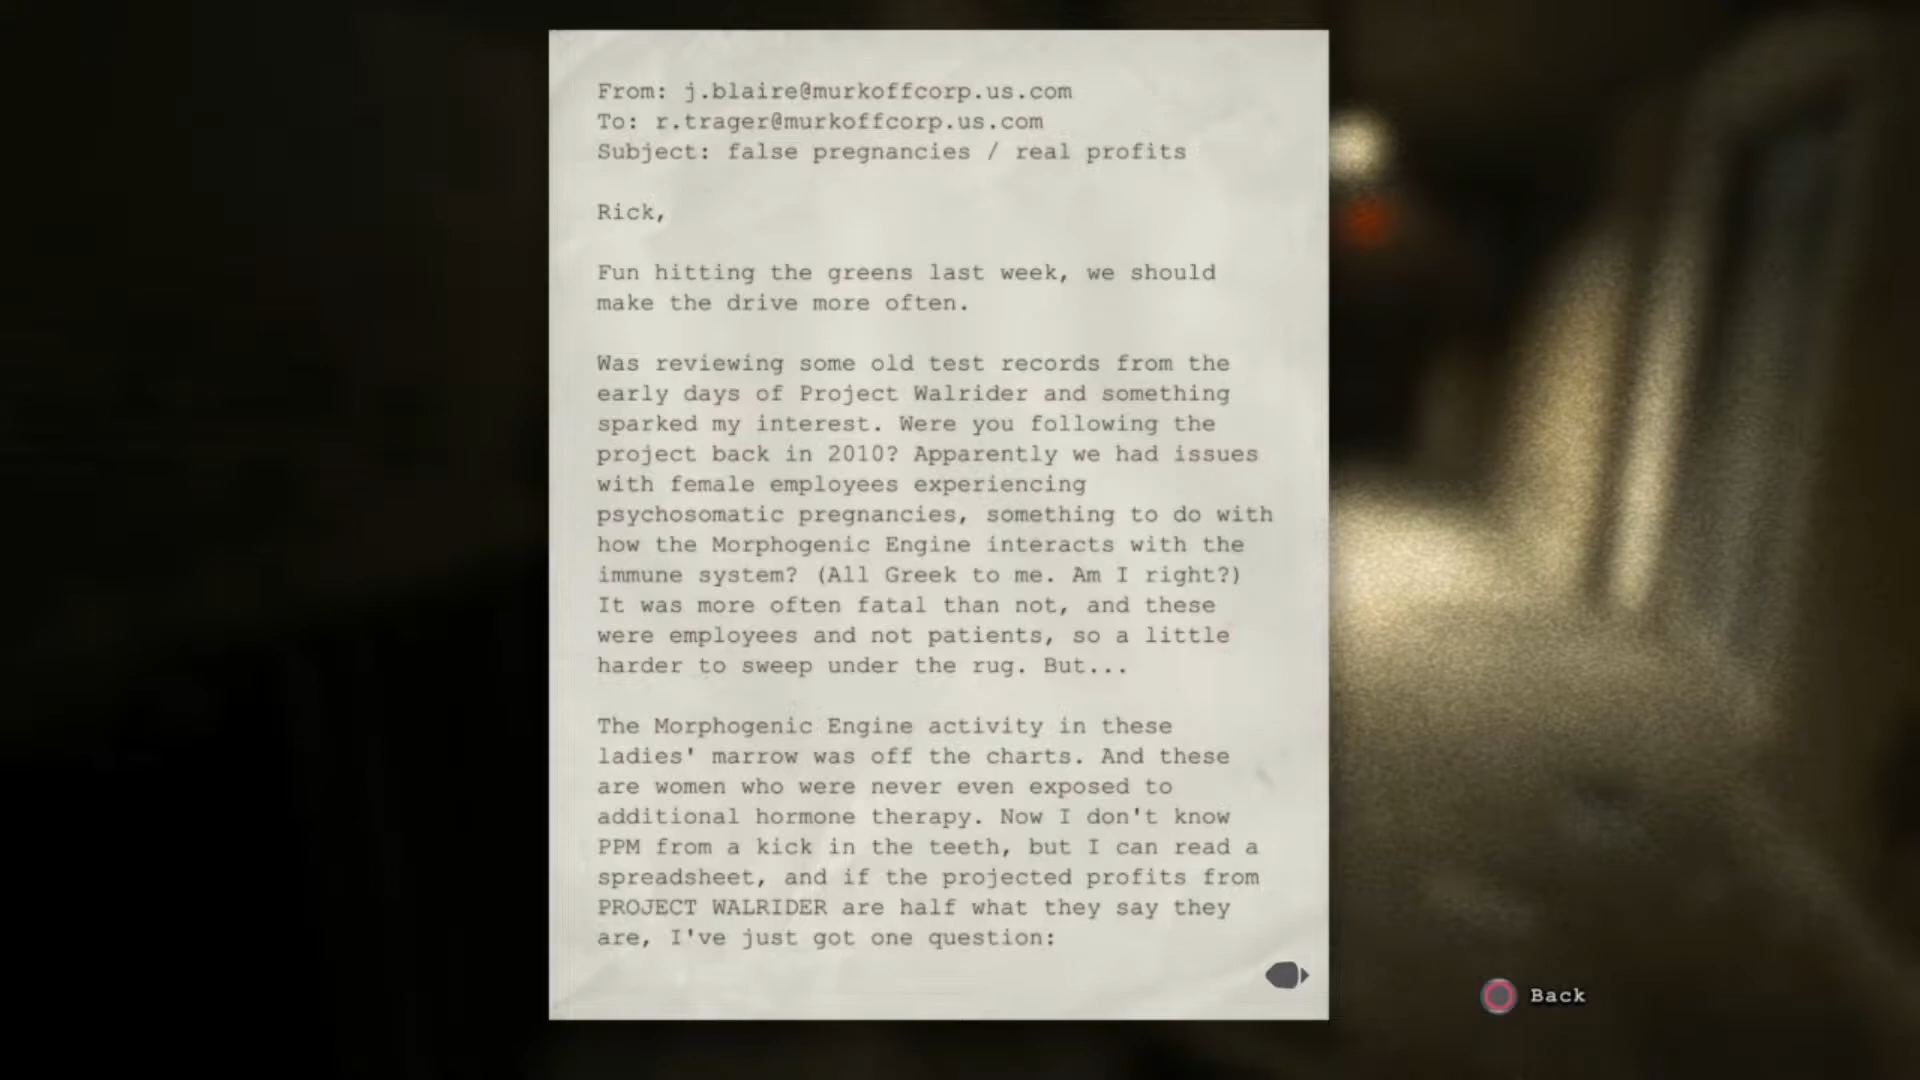 From: j.blaire@murkoffcorp.us.com
To: r.trager@murkoffcorp.us.com
Subject: false pregnancies / real profits
Rick,
Fun hitting the greens last week, we should
make the drive more often.
Was reviewing some old test records from the
early days of Project Walrider and something
sparked my interest. Were you following the
project back in 2010? Apparently we had issues
with female employees experiencing
psychosomatic pregnancies, something to do with
how the Morphogenic Engine interacts with the
immune system? (All Greek to me. Am I right?)
It was more often fatal than not, and these
were employees and not patients, so a little
harder to sweep under the rug. But...
The Morphogenic Engine activity in these
ladies' marrow was off the charts. And these
are women who were never even exposed to
additional hormone therapy. Now I don't know
PPM from a kick in the teeth, but I can read a
spreadsheet, and if the projected profits from
PROJECT WALRIDER are half what they say they
are, I've just got one question:
Back